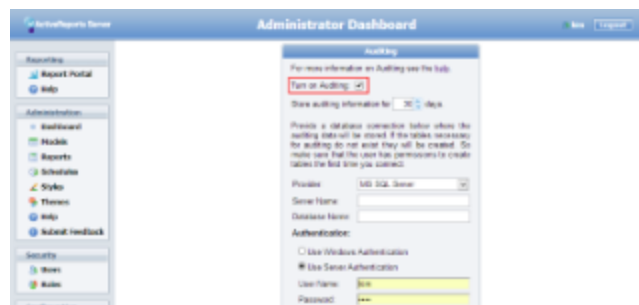 ActiveReports Server
Administrator Dashboard
Logout
Reporting
Report Portal
Help
Administration
Dashboard
Models
Reports
Schedules
Styles
Themes
Help
Submit Feedback
Security
Users
Roles
Auditing
For more information on Auditing see the help.
Turn on Auditing:
Store auditing information for 30 days.
Provide a database connection below where the
auditing data will be stored. If the tables necessary
for auditing do not exist they will be created. So
make sure that the user has permissions to create
tables the first time you connect.
Provider: MS SQL Server
Server Name:
Database Name:
Authentication:
Use Windows Authentication
Use Server Authentication
User Name:
Password: